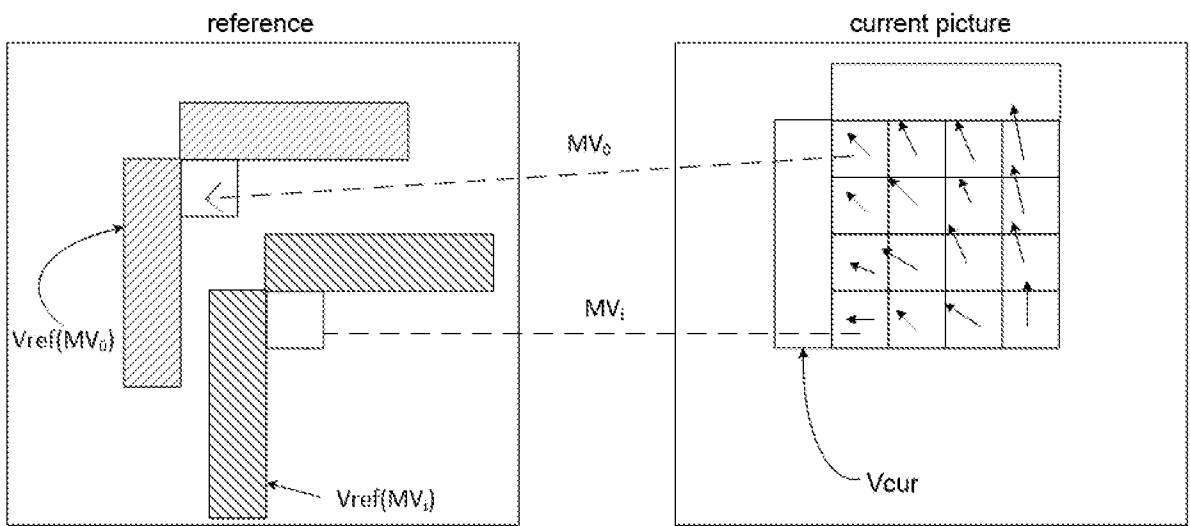 reference
current picture
MV₀
Vref(MV₀)
MVᵢ
Vref(MVᵢ)
Vcur